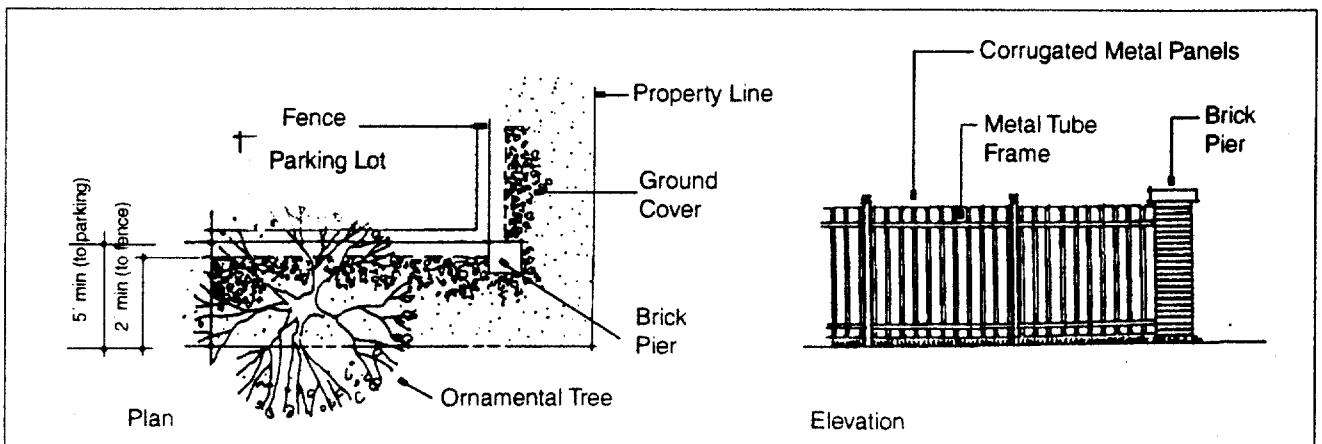 Corrugated Metal Panels
Property Line
Fence
Parking Lot
Metal Tube
Frame
Brick
Pier
Ground
Cover
5' min (to parking)
2' min (to fence)
Brick
Pier
Ornamental Tree
Plan
Elevation